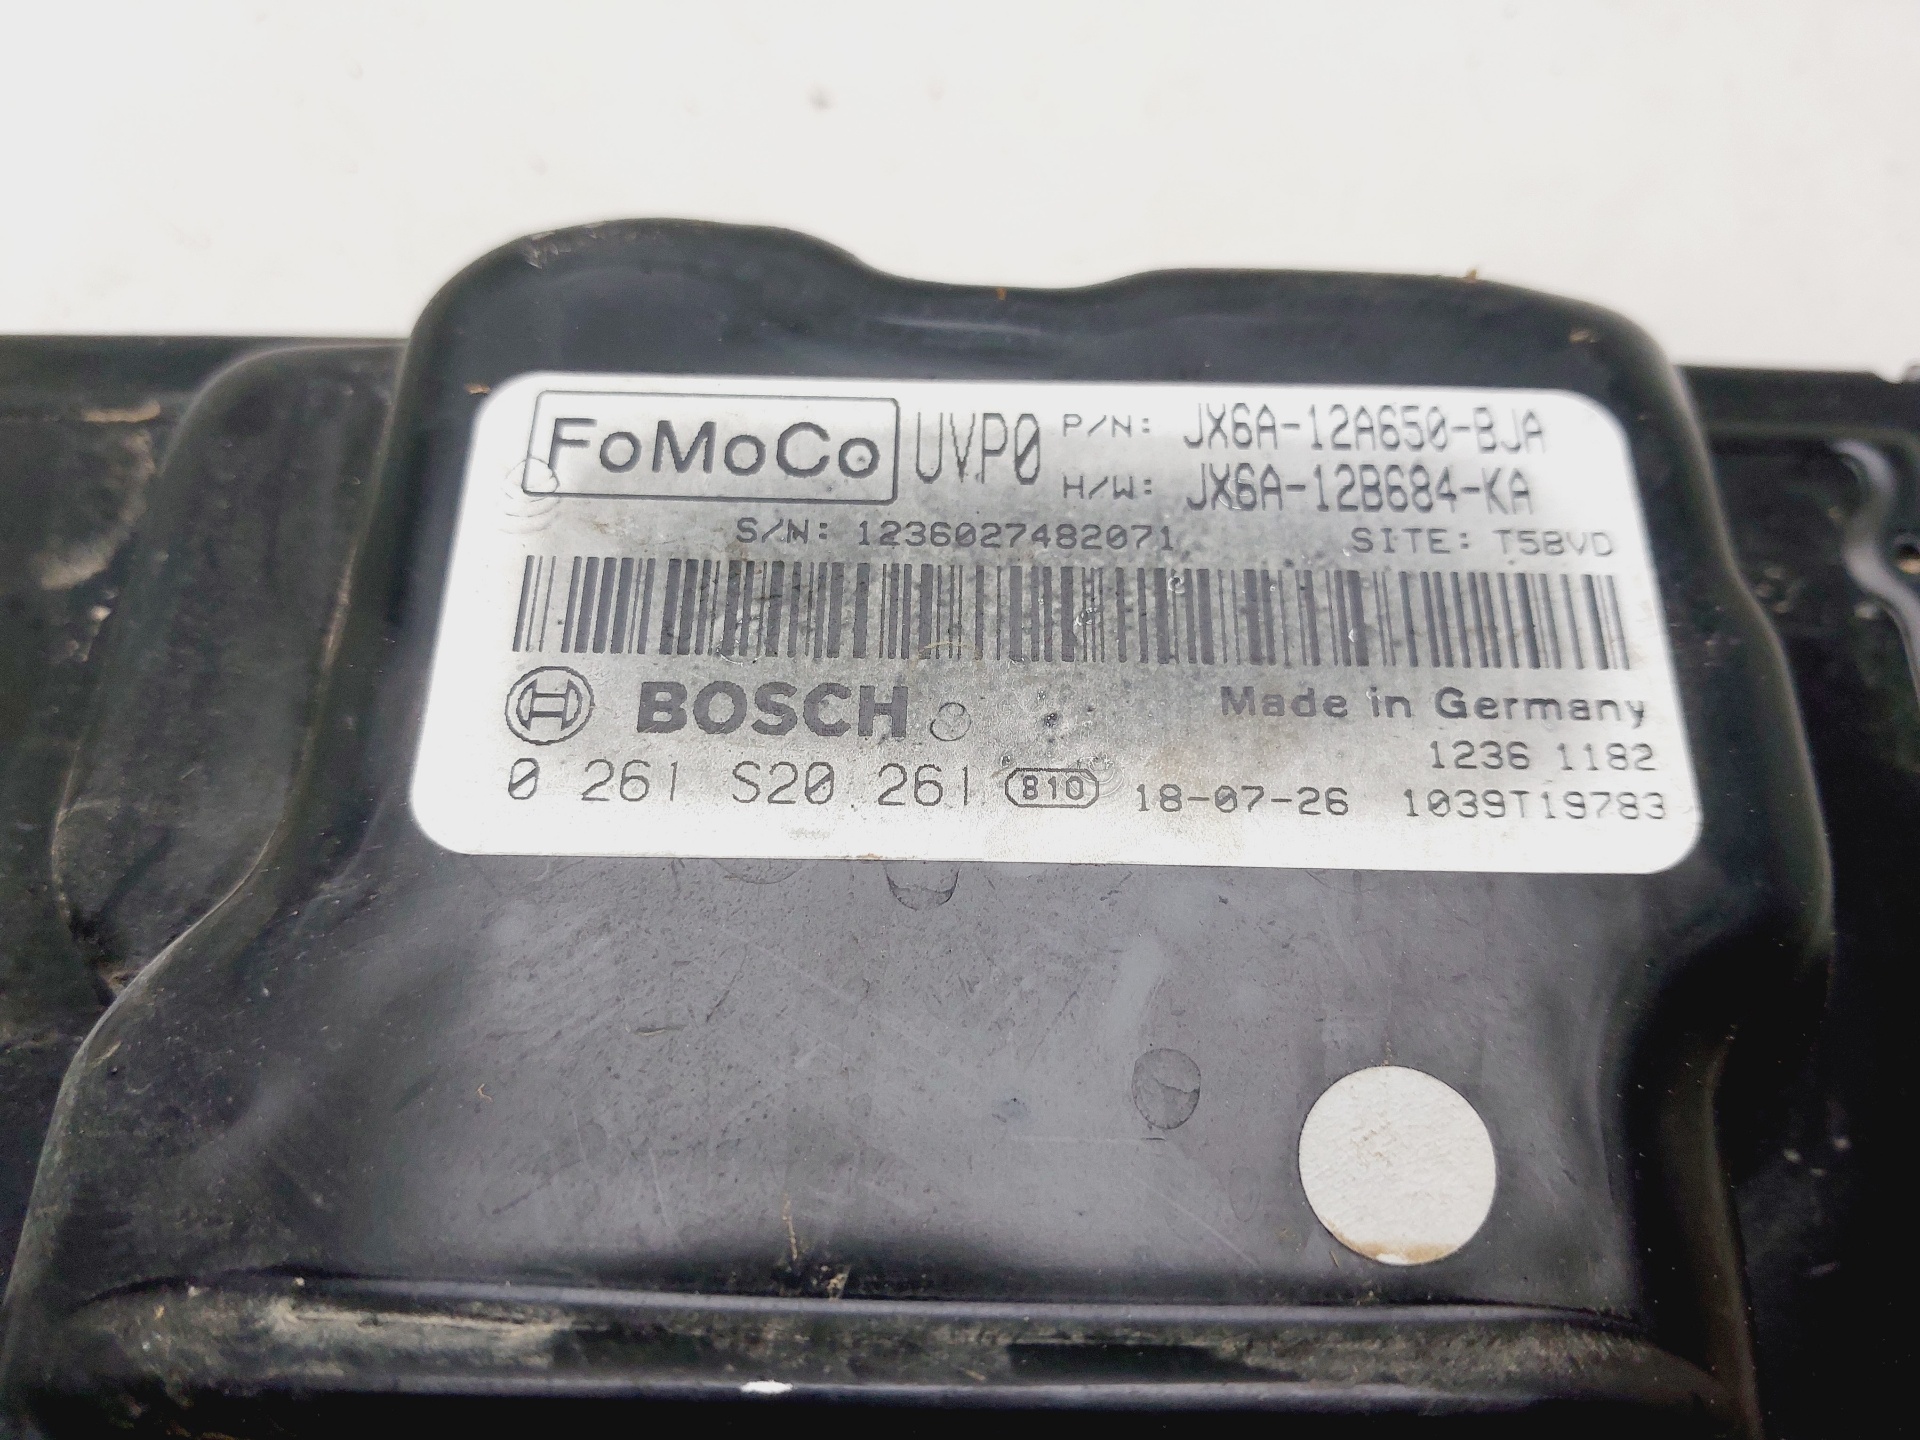 FoMoCo UVP0 P/N: JX6A-12A650-BJA
H/W: JX6A-12B684-KA
S/N: 1236027482071 SITE: T5BVD
BOSCH Made in Germany
1236 1182
0 261 S20 261 810 18-07-26 1039T19783